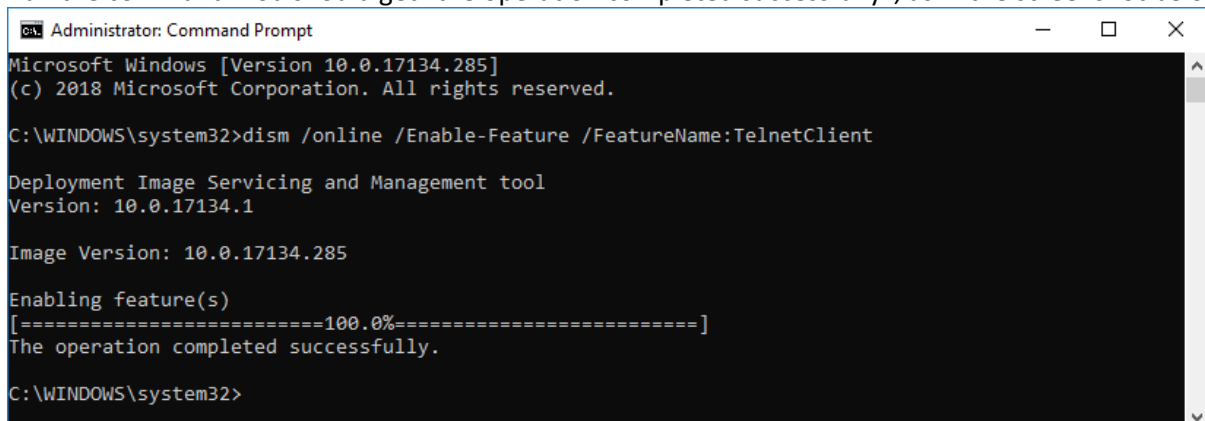 Administrator: Command Prompt
Microsoft Windows [Version 10.0.17134.285]
(c) 2018 Microsoft Corporation. All rights reserved.
C:\WINDOWS\system32>dism /online /Enable-Feature /FeatureName:TelnetClient
Deployment Image Servicing and Management tool
Version: 10.0.17134.1
Image Version: 10.0.17134.285
Enabling feature(s)
[==========================100.0%==========================]
The operation completed successfully.
C:\WINDOWS\system32>